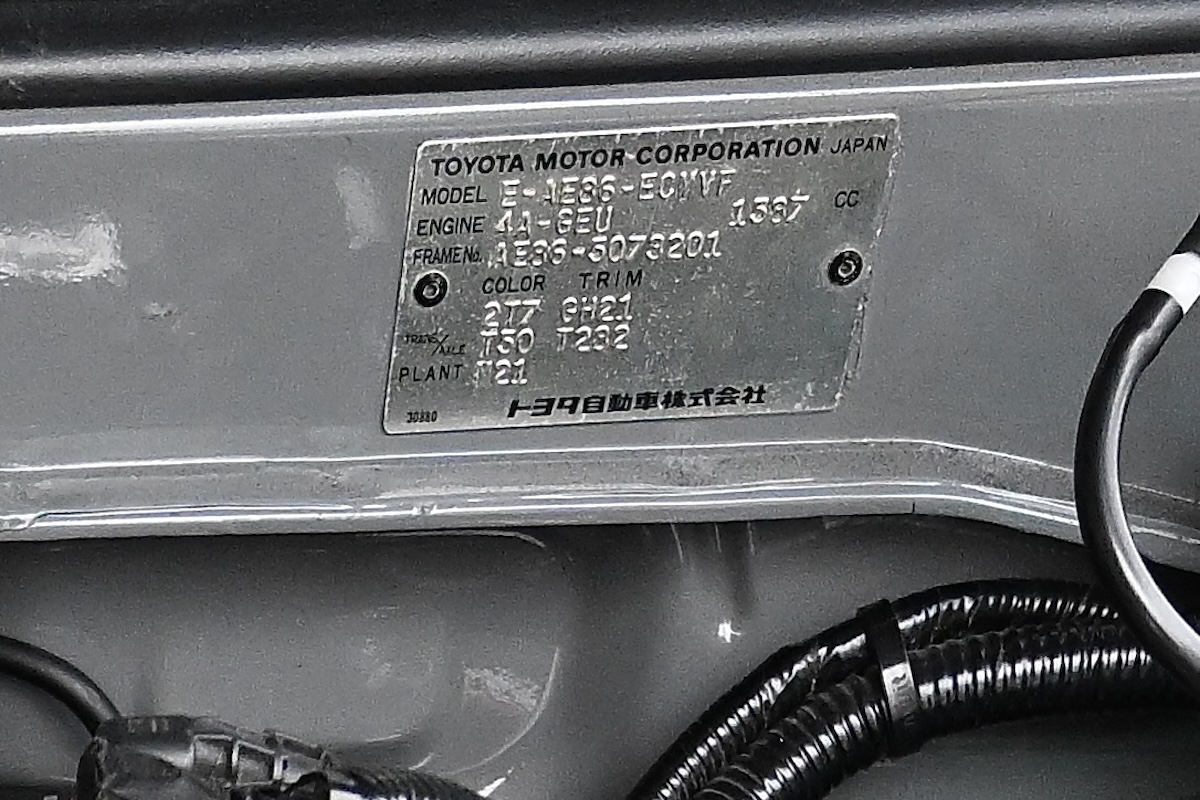 TOYOTA MOTOR CORPORATION JAPAN
MODEL E-AE86-ECMVF
ENGINE 4A-GEU 1587 CC
FRAME No. AE86-5073201
COLOR TRIM
2T7 GH21
TRANS/AXLE T50 T282
PLANT M21
30880
トヨタ自動車株式会社